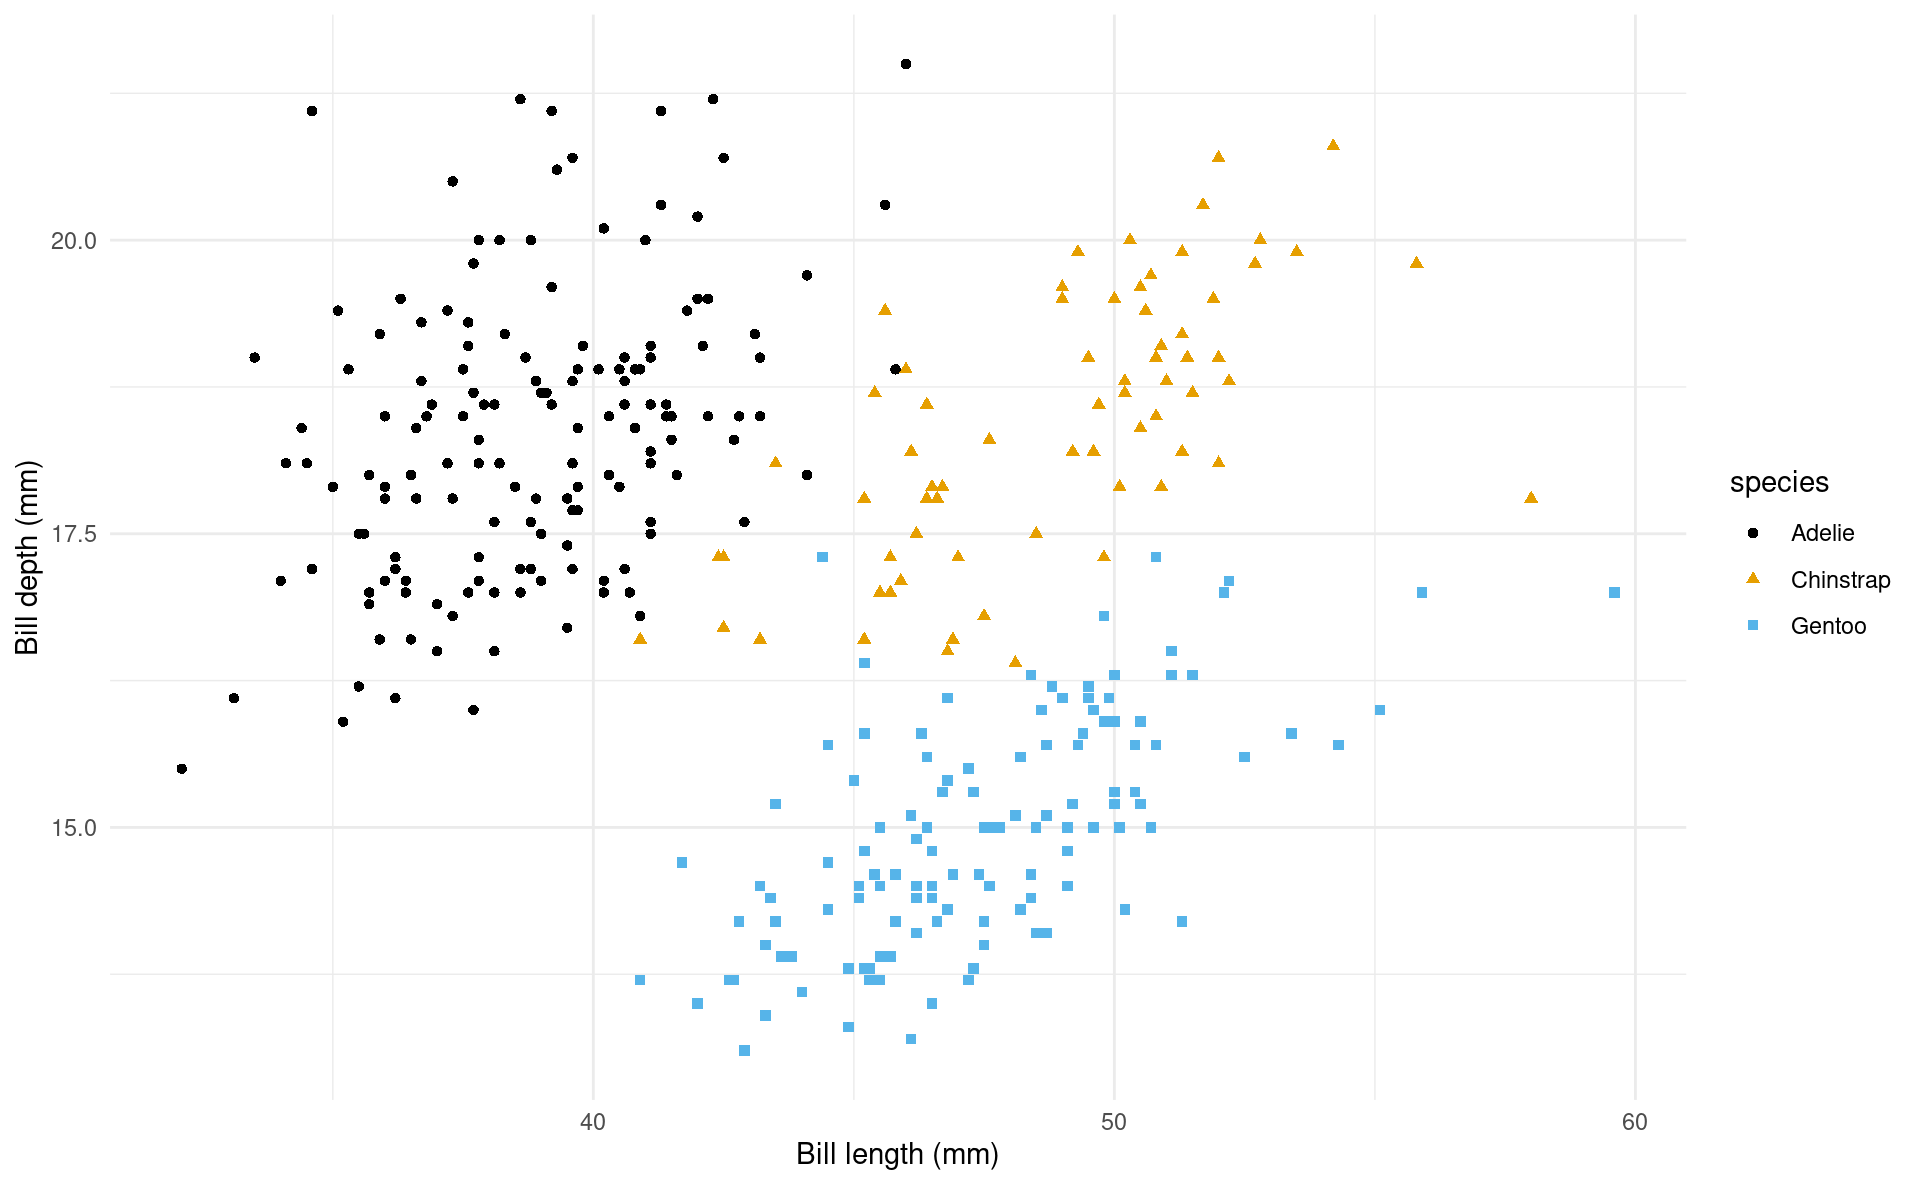 20.0
17.5
15.0
Bill depth (mm)
40
50
60
Bill length (mm)
species
Adelie
Chinstrap
Gentoo